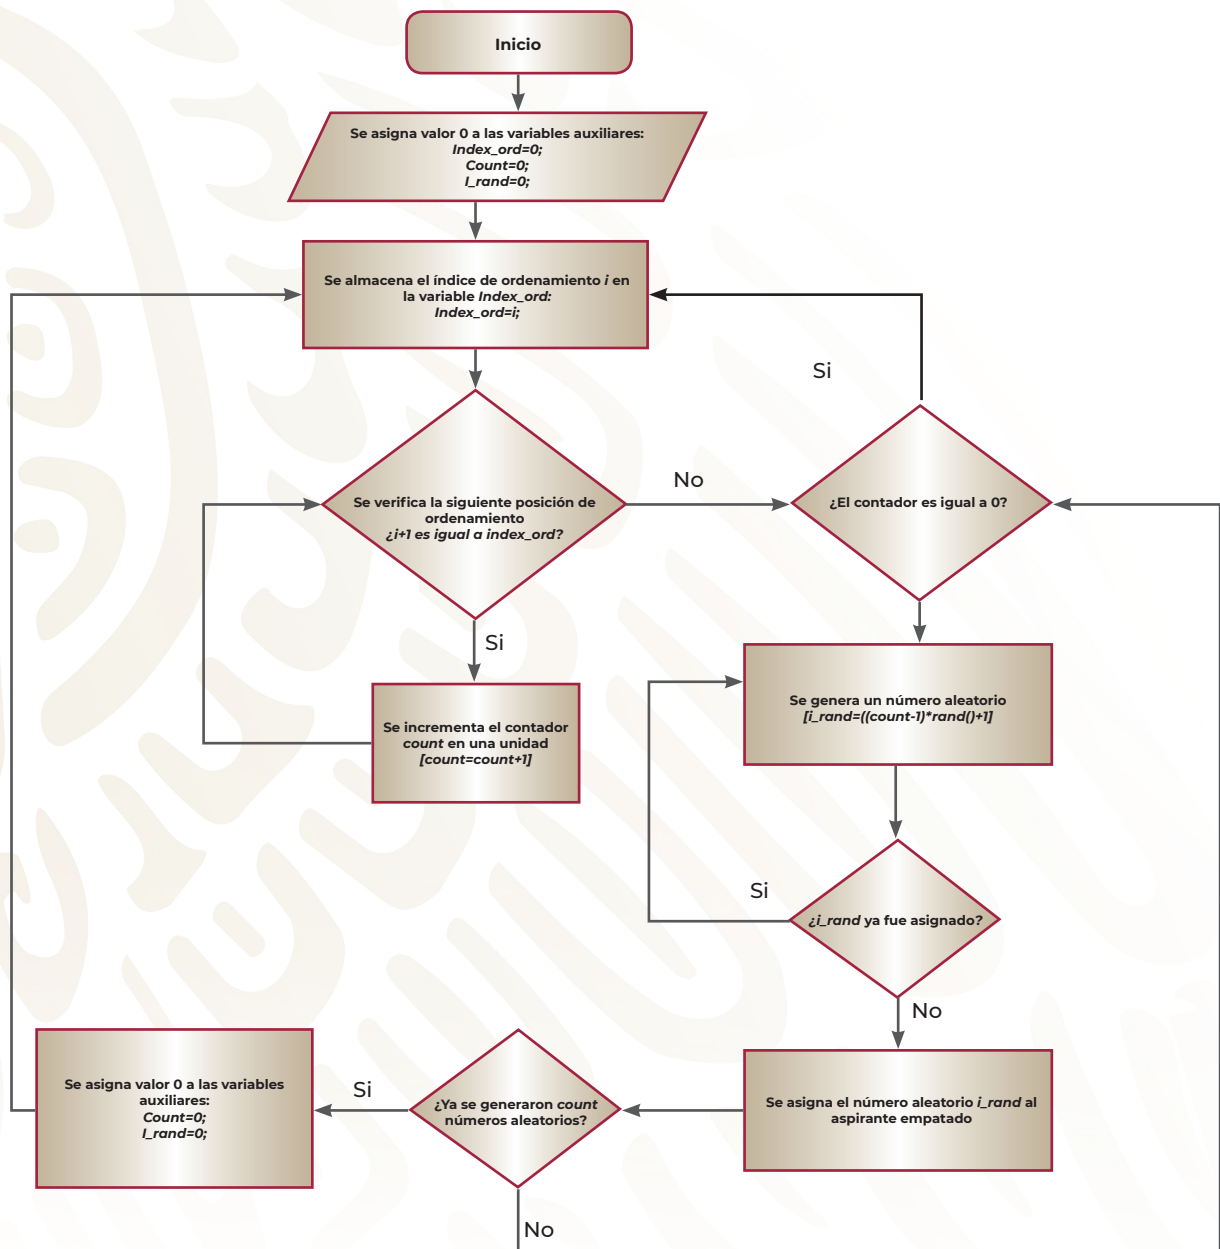 Inicio
Se asigna valor 0 a las variables auxiliares:
Index_ord=0;
Count=0;
I_rand=0;
Se almacena el índice de ordenamiento i en
la variable Index_ord:
Index_ord=i;
Si
Se verifica la siguiente posición de
ordenamiento
¿i+1 es igual a index_ord?
No
¿El contador es igual a 0?
Si
Se incrementa el contador
count en una unidad
[count=count+1]
Se genera un número aleatorio
[i_rand=((count-1)*rand()+1]
Si
¿i_rand ya fue asignado?
No
Se asigna el número aleatorio i_rand al
aspirante empatado
¿Ya se generaron count
números aleatorios?
Si
Se asigna valor 0 a las variables
auxiliares:
Count=0;
I_rand=0;
No